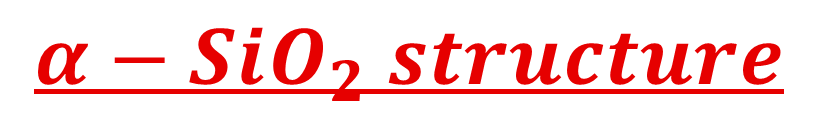 α − SiO₂ structure